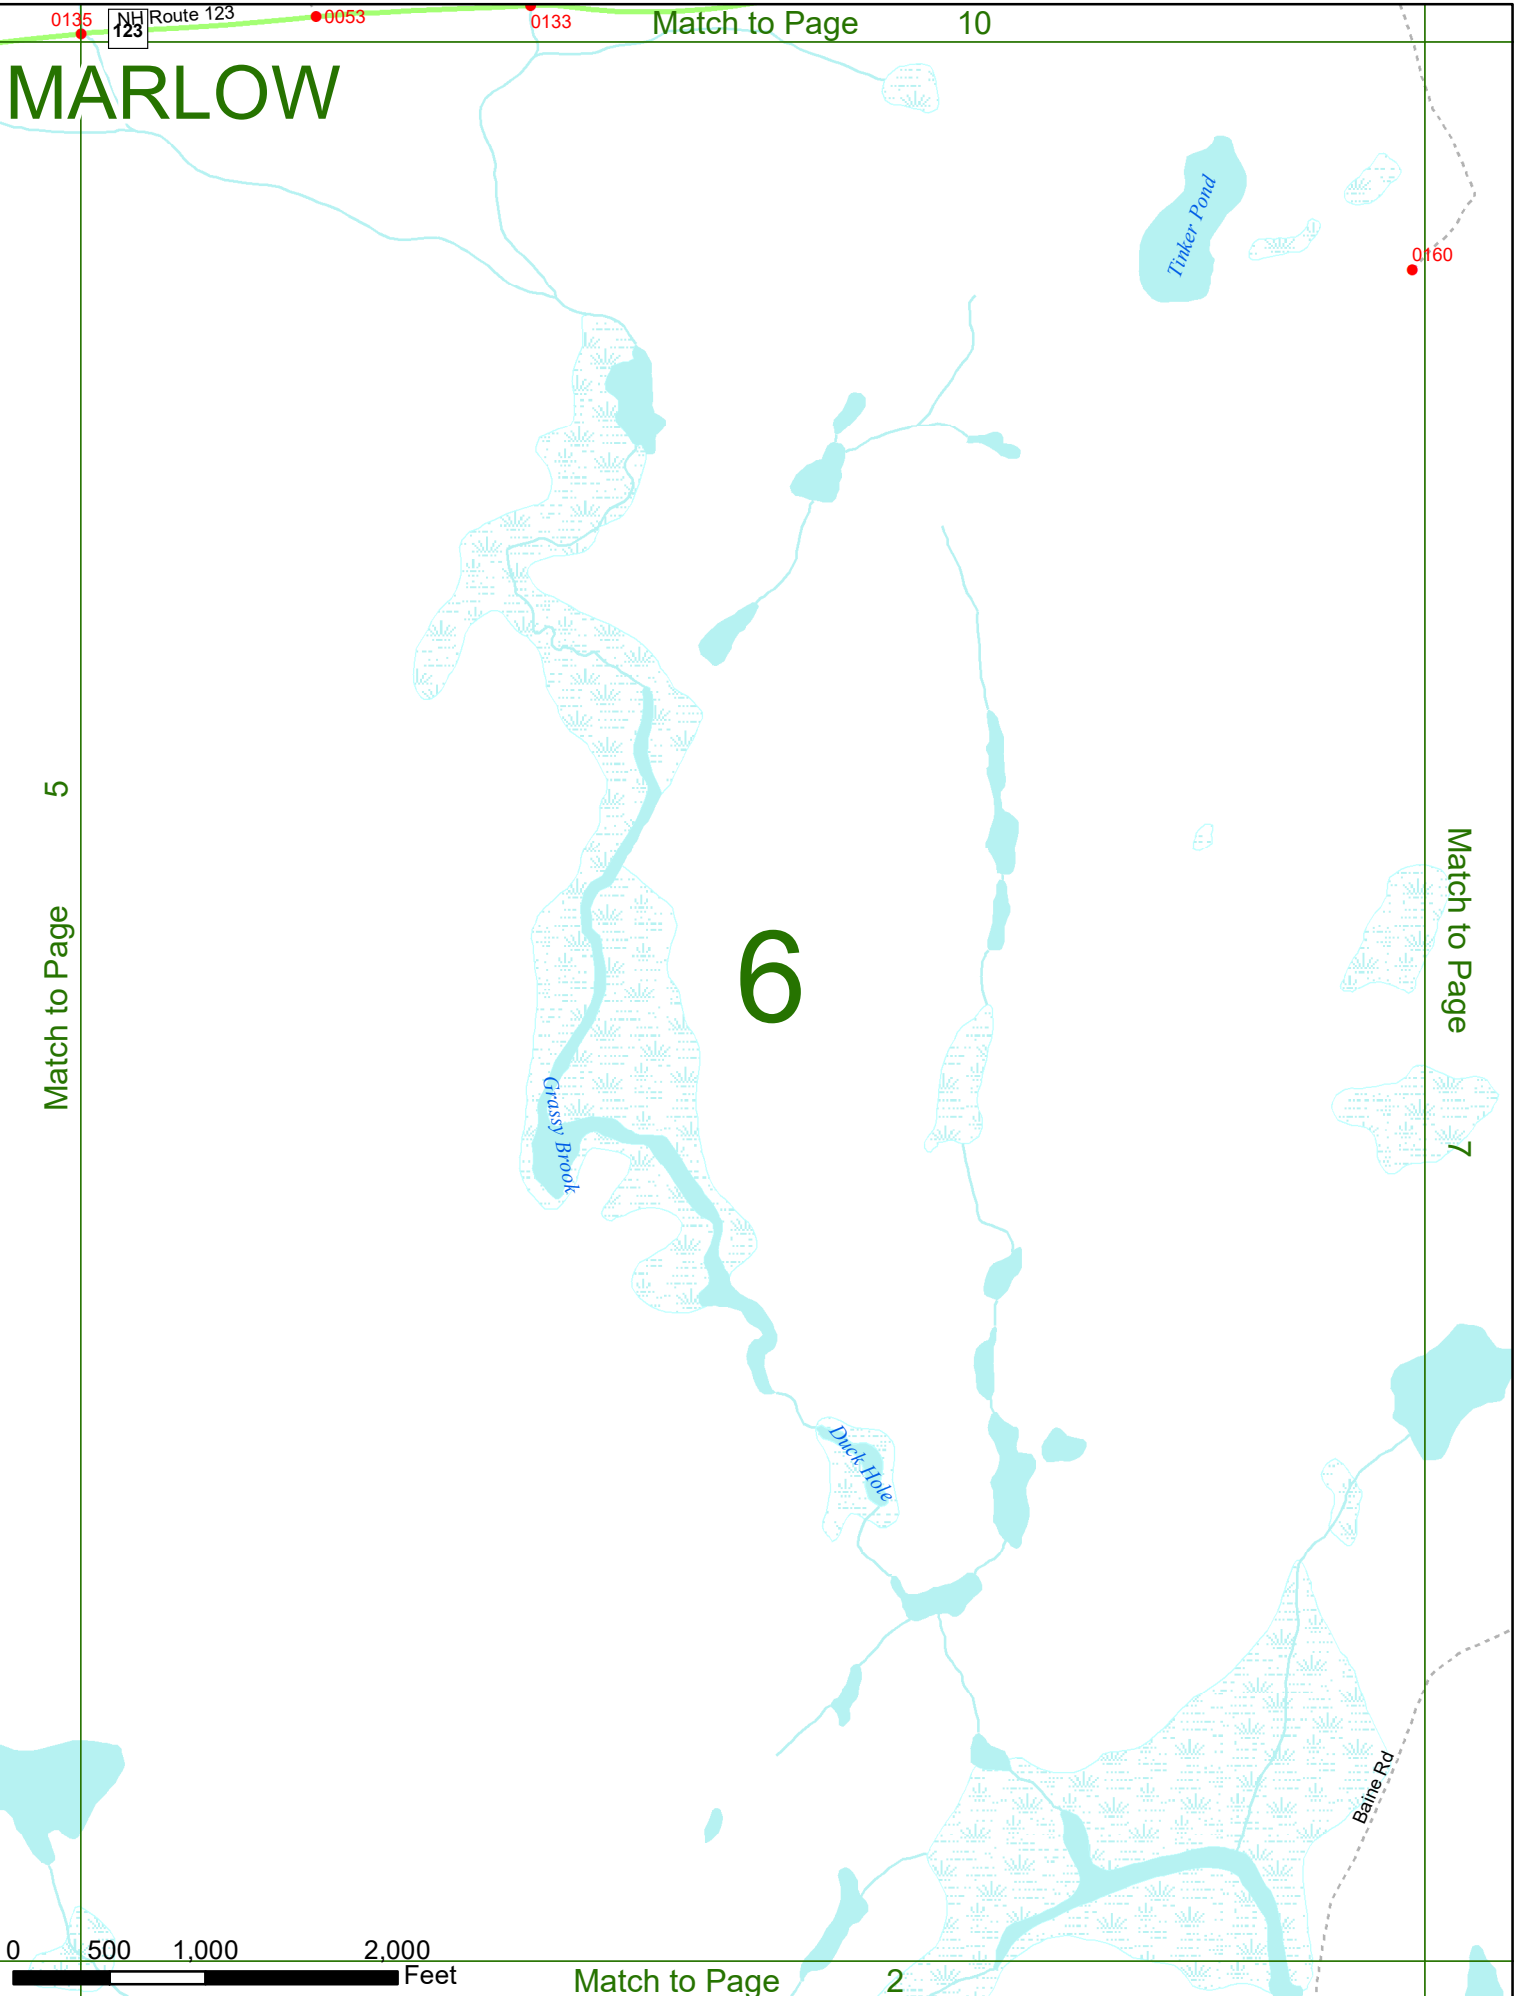 0135
NH Route 123
123
0053
0133
Match to Page 10
MARLOW
Tinker Pond
0160
Match to Page 5
Match to Page 7
6
Grassy Brook
Duck Hole
Baine Rd
0 500 1,000 2,000
Feet
Match to Page 2